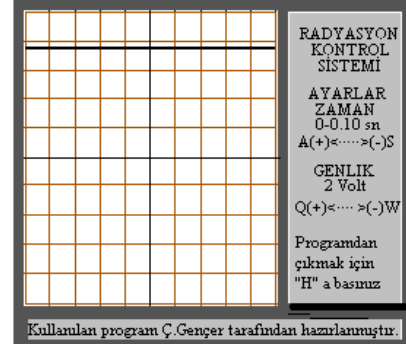 RADYASYON
KONTROL
SİSTEMİ
AYARLAR
ZAMAN
0-0.10 sn
A(+)<····->(-)S
GENLIK
2 Volt
Q(+)<···· >(-)W
Programdan
çıkmak için
"H" a basınız
Kullanılan program Ç.Gençer tarafından hazırlanmıştır.